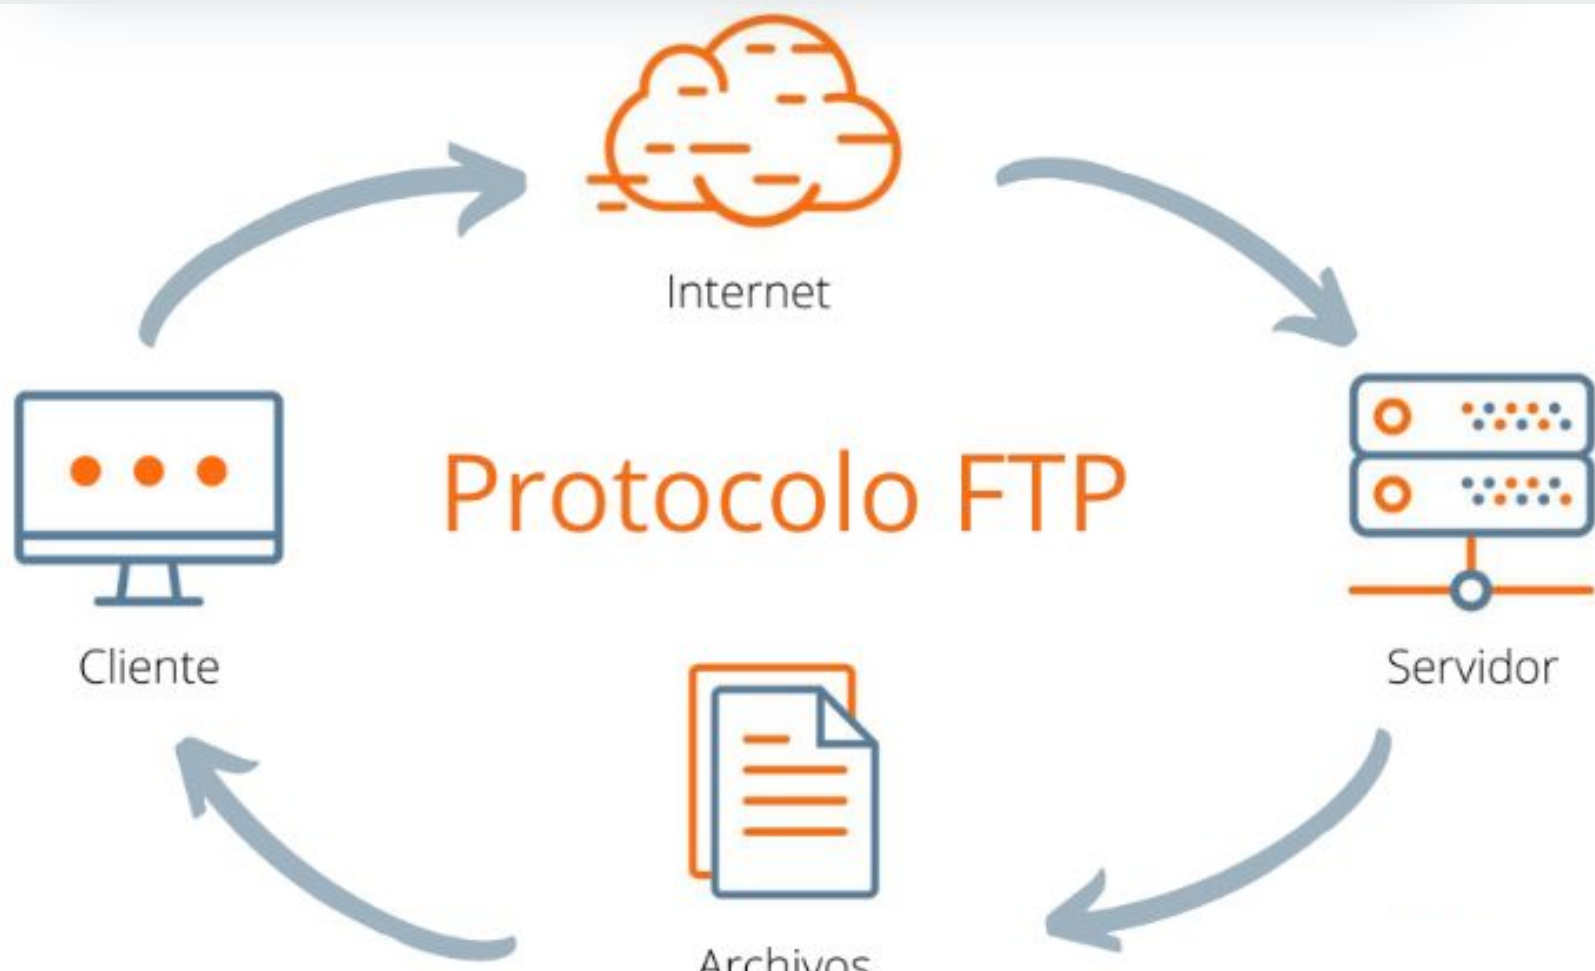 Internet
Protocolo FTP
Cliente
Servidor
Archivos